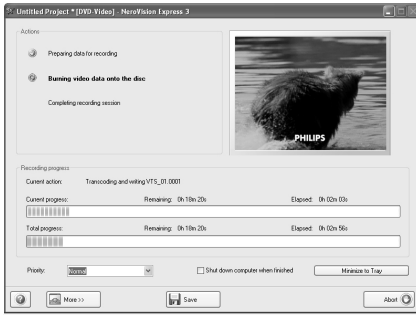 Untitled Project * [DVD-Video] - NeroVision Express 3
Actions
Preparing data for recording
Burning video data onto the disc
Completing recording session
PHILIPS
Recording progress
Current action: Transcoding and writing VTS_01.0001
Current progress: Remaining: 0h 18m 20s Elapsed: 0h 02m 03s
Total progress: Remaining: 0h 18m 20s Elapsed: 0h 02m 56s
Priority: Normal Shut down computer when finished Minimize to Tray
More >> Save Abort